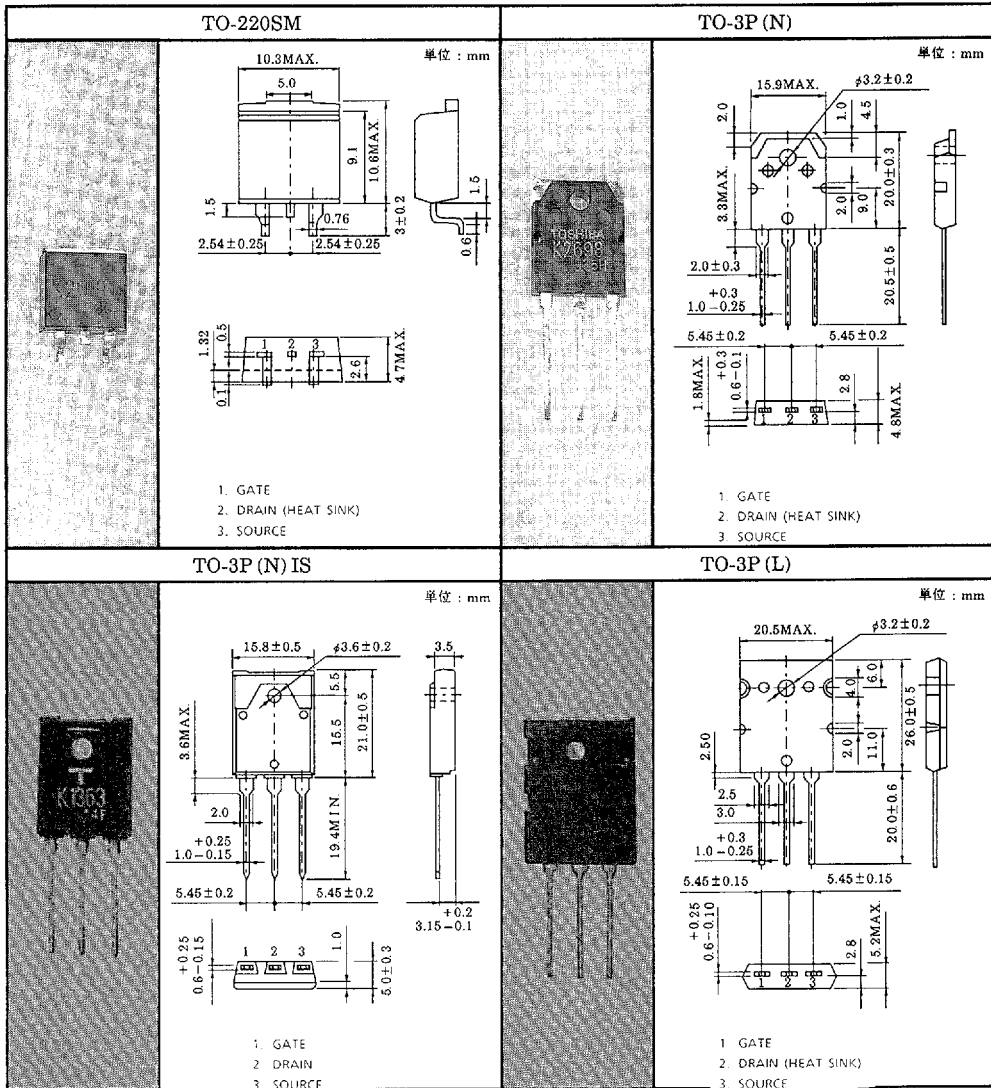 TO-220SM
単位 : mm
10.3MAX.
5.0
9.1
10.6MAX.
1.5
1.5
0.76
3±0.2
0.6
2.54±0.25
2.54±0.25
1.32
0.5
1 2 3
2.6
4.7MAX.
0.1
1. GATE
2. DRAIN (HEAT SINK)
3. SOURCE
TO-3P (N)
単位 : mm
15.9MAX.
φ3.2±0.2
2.0
1.0
4.5
3.3MAX.
2.0
9.0
20.0±0.3
TOSHIBA
2.0±0.3
+0.3
1.0-0.25
20.5±0.5
5.45±0.2
5.45±0.2
1.8MAX.
+0.3
0.6-0.1
2.8
4.8MAX.
1 2 3
1. GATE
2. DRAIN (HEAT SINK)
3. SOURCE
TO-3P (N) IS
単位 : mm
15.8±0.5
φ3.6±0.2
3.5
5.5
15.5
21.0±0.5
3.6MAX.
K1363
2.0
+0.25
1.0-0.15
19.4MIN
5.45±0.2
5.45±0.2
+0.2
3.15-0.1
+0.25
0.6-0.15
1 2 3
1.0
5.0±0.3
1. GATE
2 DRAIN
3. SOURCE
TO-3P (L)
単位 : mm
20.5MAX.
φ3.2±0.2
4.0
6.0
26.0±0.5
2.50
2.0
11.0
2.5
3.0
+0.3
1.0-0.25
20.0±0.6
5.45±0.15
5.45±0.15
+0.25
0.6-0.10
2.8
5.2MAX.
1 2 3
1 GATE
2. DRAIN (HEAT SINK)
3. SOURCE